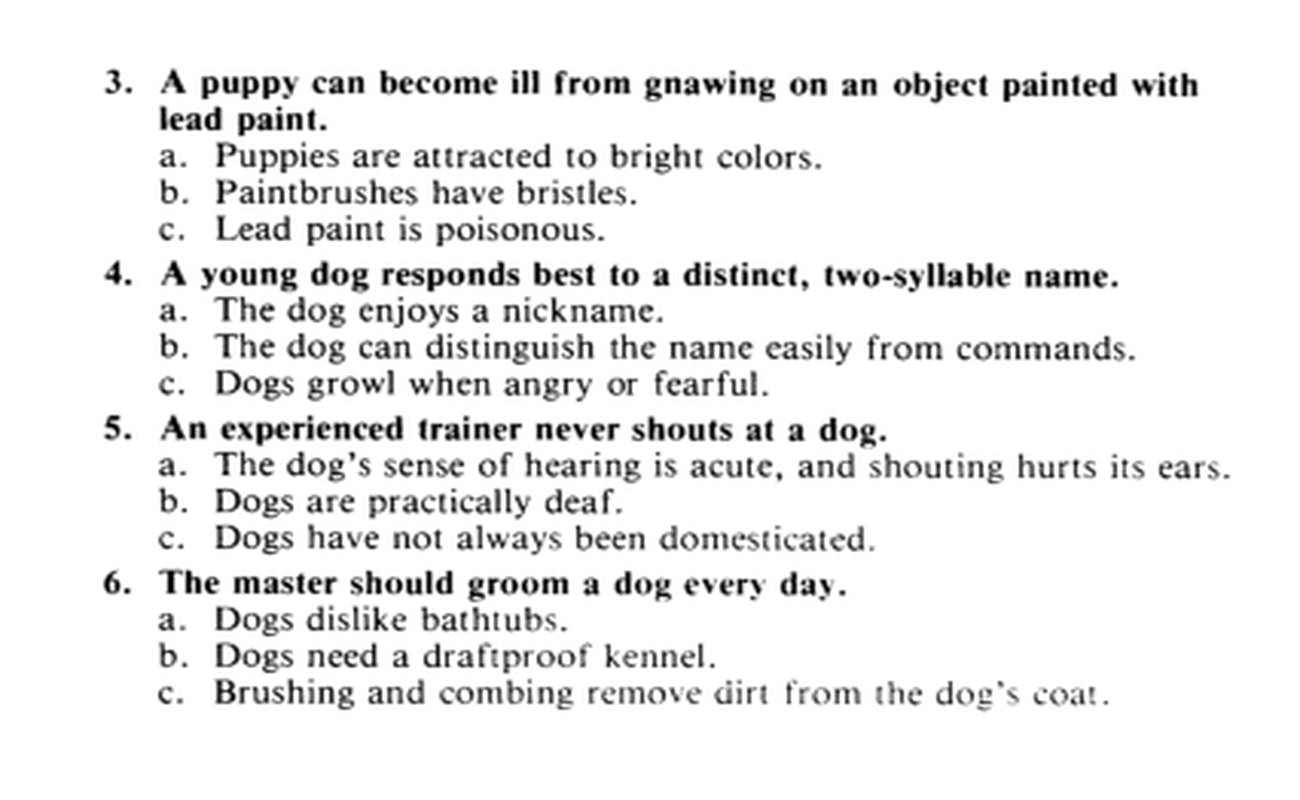 3. A puppy can become ill from gnawing on an object painted with
lead paint.
a. Puppies are attracted to bright colors.
b. Paintbrushes have bristles.
c. Lead paint is poisonous.
4. A young dog responds best to a distinct, two-syllable name.
a. The dog enjoys a nickname.
b. The dog can distinguish the name easily from commands.
c. Dogs growl when angry or fearful.
5. An experienced trainer never shouts at a dog.
a. The dog's sense of hearing is acute, and shouting hurts its ears.
b. Dogs are practically deaf.
c. Dogs have not always been domesticated.
6. The master should groom a dog every day.
a. Dogs dislike bathtubs.
b. Dogs need a draftproof kennel.
c. Brushing and combing remove dirt from the dog's coat.